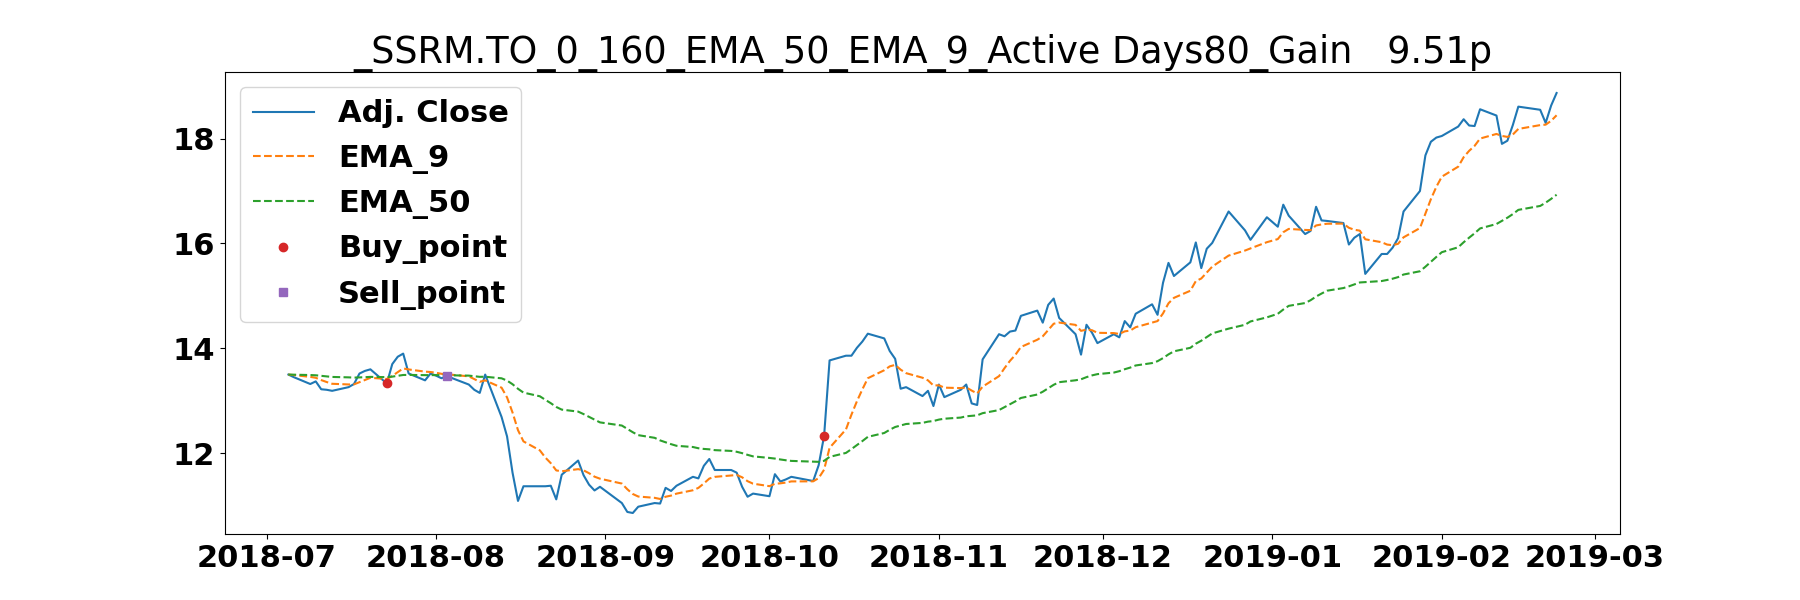 _SSRM.TO_0_160_EMA_50_EMA_9_Active Days80_Gain   9.51p
Adj. Close
EMA_9
EMA_50
Buy_point
Sell_point
18
16
14
12
2018-07 2018-08 2018-09 2018-10 2018-11 2018-12 2019-01 2019-02 2019-03